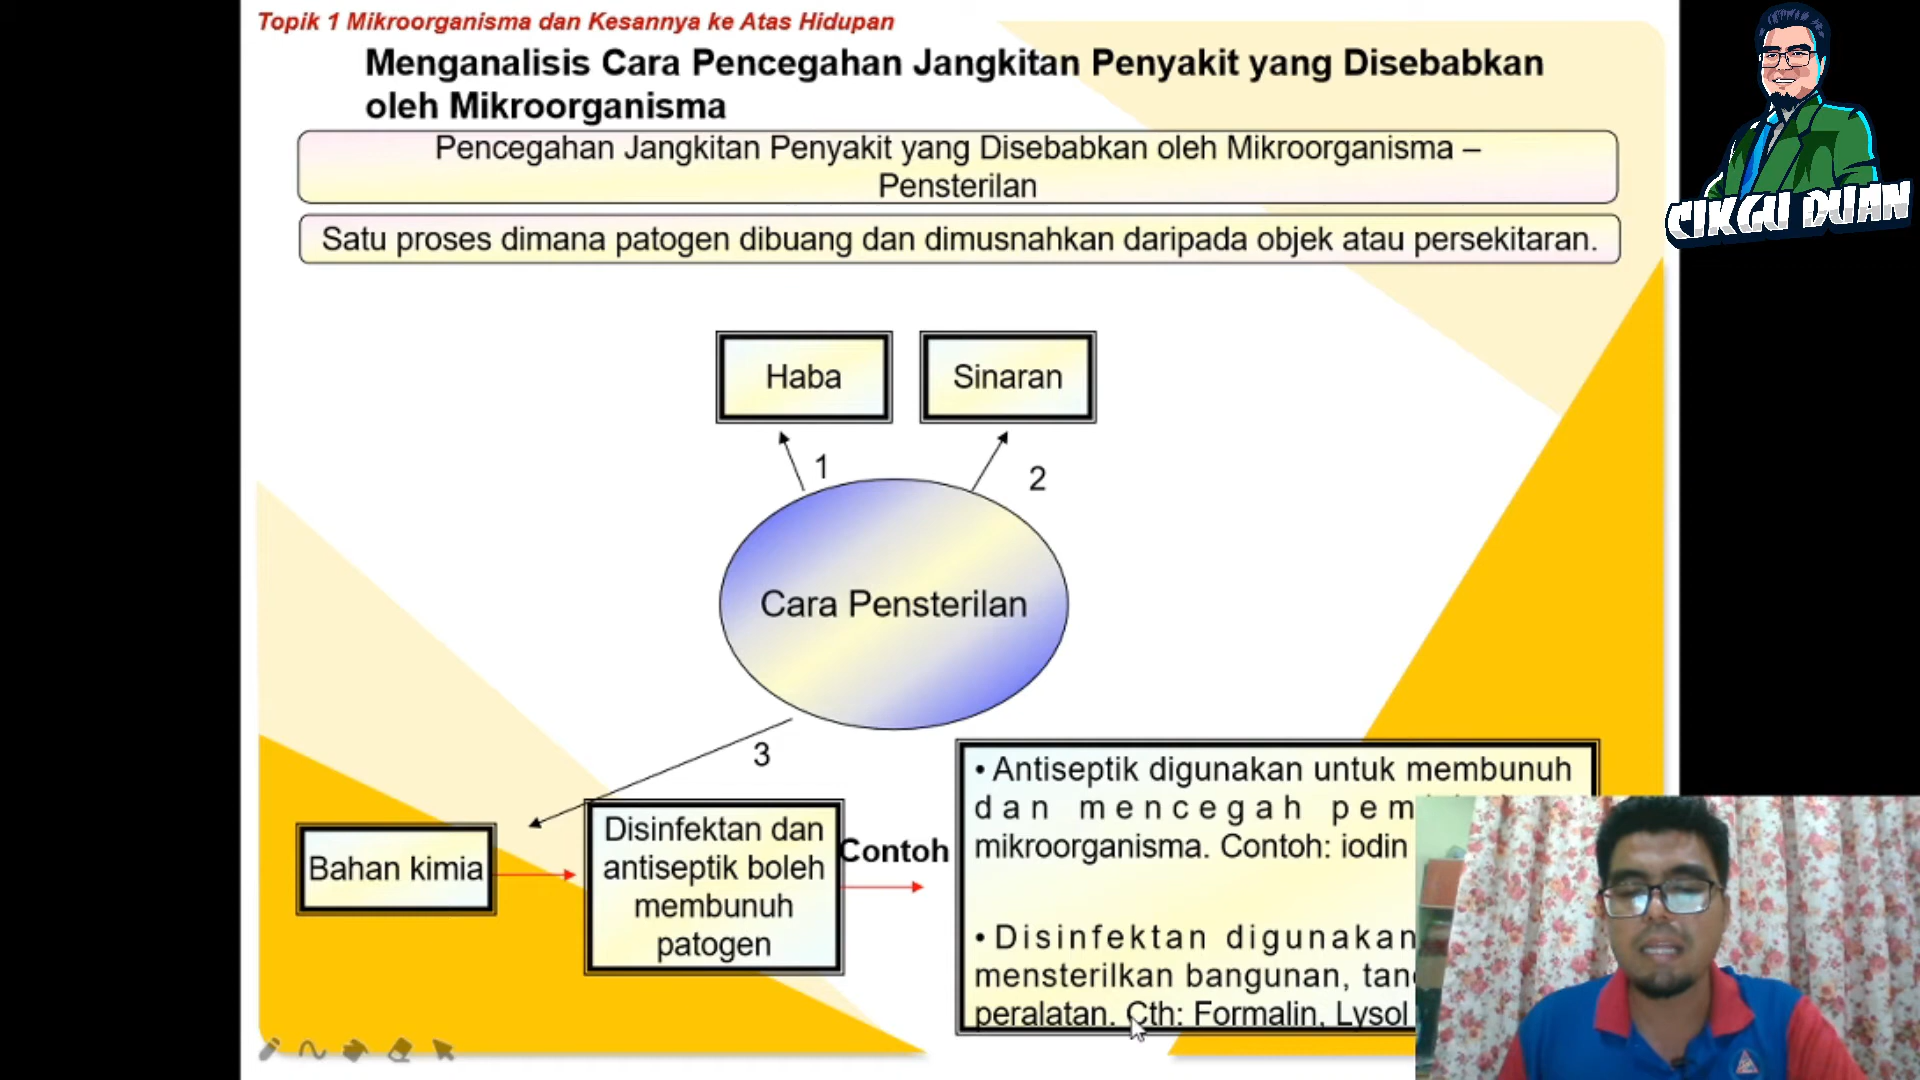 Topik 1 Mikroorganisma dan Kesannya ke Atas Hidupan
Menganalisis Cara Pencegahan Jangkitan Penyakit yang Disebabkan
oleh Mikroorganisma
Pencegahan Jangkitan Penyakit yang Disebabkan oleh Mikroorganisma –
Pensterilan
Satu proses dimana patogen dibuang dan dimusnahkan daripada objek atau persekitaran.
CIKGU DUAN
Haba
Sinaran
1
2
Cara Pensterilan
3
Bahan kimia
Disinfektan dan
antiseptik boleh
membunuh
patogen
Contoh
• Antiseptik digunakan untuk membunuh
dan mencegah
mikroorganisma. Contoh: iodin
• Disinfektan digunakan
mensterilkan bangunan,
peralatan. Cth: Formalin, Lysol